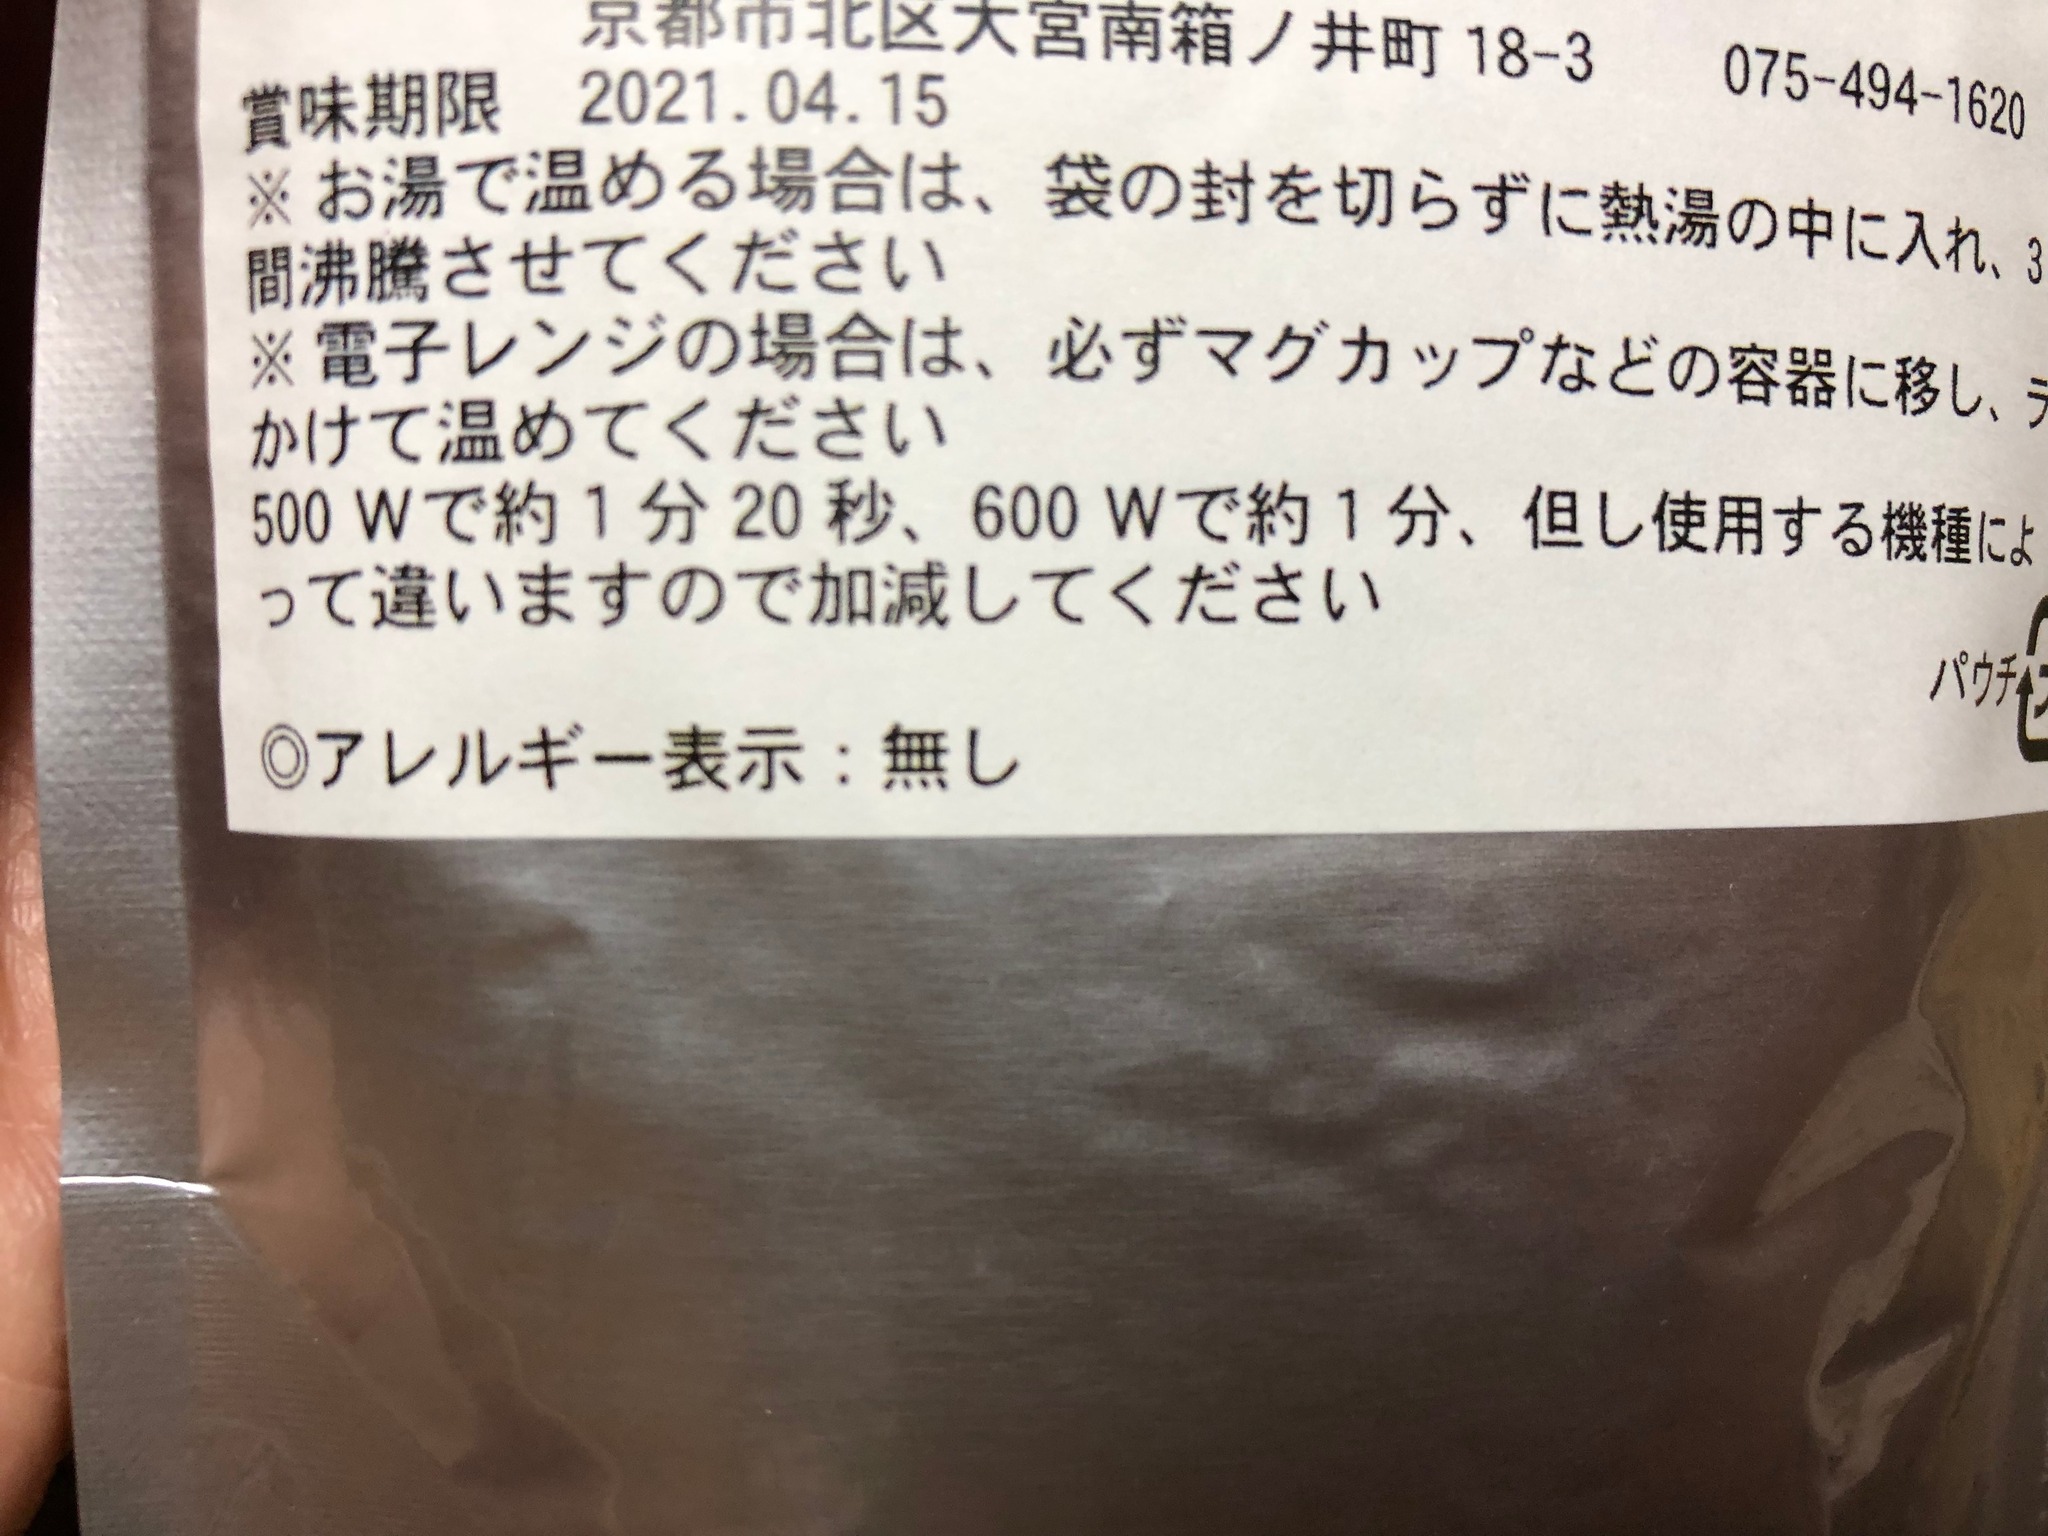 京都市北区大宮南箱ノ井町 18-3 075-494-1620
賞味期限 2021.04.15
※お湯で温める場合は、袋の封を切らずに熱湯の中に入れ、3
間沸騰させてください
※電子レンジの場合は、必ずマグカップなどの容器に移し、ラ
かけて温めてください
500 Wで約1分20秒、600 Wで約1分、但し使用する機種によ
って違いますので加減してください
パウチ
◎アレルギー表示：無し